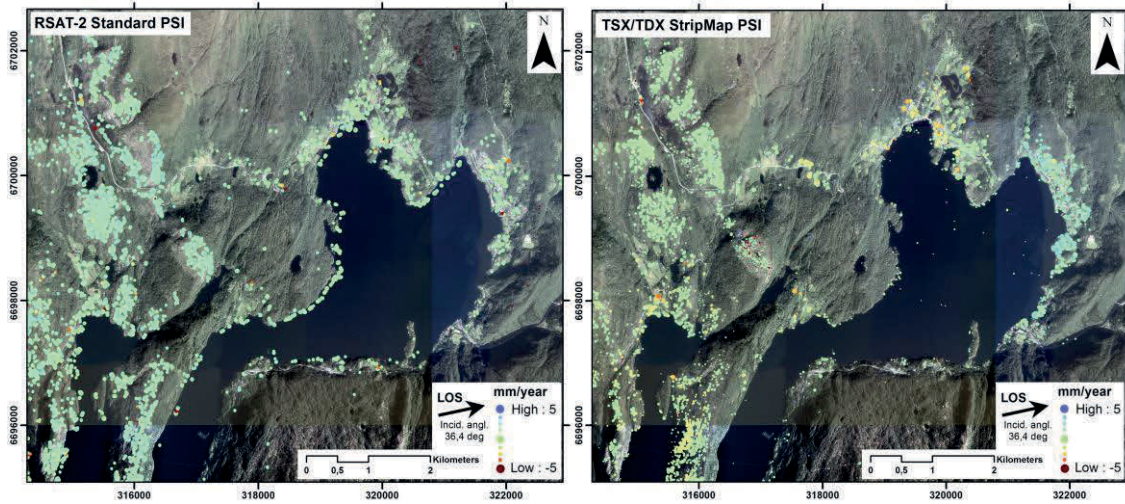 RSAT-2 Standard PSI
N
6702000
6700000
6698000
6696000
LOS
Incid. angl.
36,4 deg
mm/year
High : 5
Low : -5
Kilometers
0 0,5 1 2
316000 318000 320000 322000
TSX/TDX StripMap PSI
N
6702000
6700000
6698000
6696000
LOS
Incid. angl.
36,4 deg
mm/year
High : 5
Low : -5
Kilometers
0 0,5 1 2
316000 318000 320000 322000